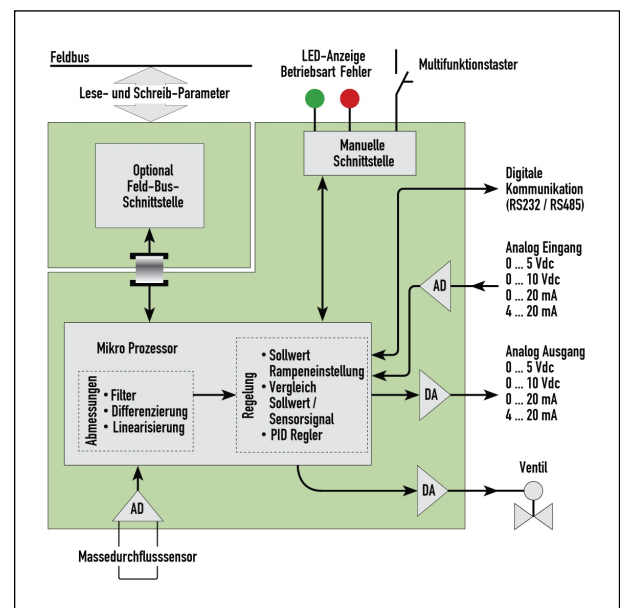 Feldbus
Lese- und Schreib-Parameter
LED-Anzeige
Betriebsart Fehler
Multifunktionstaster
Optional
Feld-Bus-
Schnittstelle
Manuelle
Schnittstelle
Digitale
Kommunikation
(RS232 / RS485)
Analog Eingang
0 ... 5 Vdc
0 ... 10 Vdc
0 ... 20 mA
4 ... 20 mA
AD
Mikro Prozessor
Abmessungen
• Filter
• Differenzierung
• Linearisierung
Regelung
• Sollwert
Rampeneinstellung
• Vergleich
Sollwert /
Sensorsignal
• PID Regler
DA
Analog Ausgang
0 ... 5 Vdc
0 ... 10 Vdc
0 ... 20 mA
4 ... 20 mA
DA
Ventil
AD
Massedurchflusssensor